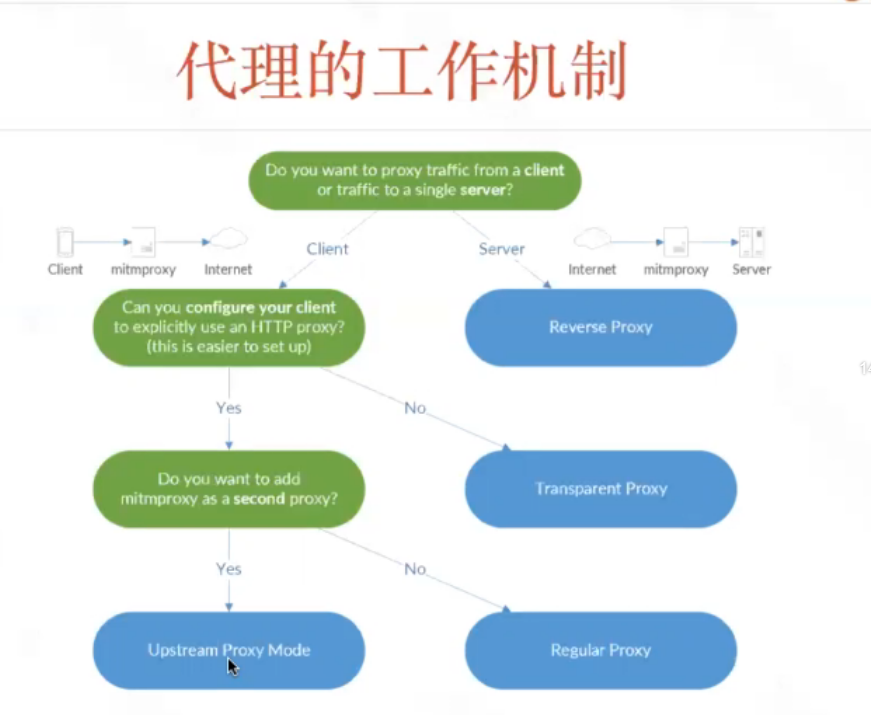 代理的工作机制
Do you want to proxy traffic from a client
or traffic to a single server?
Client
Server
Client
mitmproxy
Internet
Internet
mitmproxy
Server
Can you configure your client
to explicitly use an HTTP proxy?
(this is easier to set up)
Reverse Proxy
Yes
No
Do you want to add
mitmproxy as a second proxy?
Transparent Proxy
Yes
No
Upstream Proxy Mode
Regular Proxy